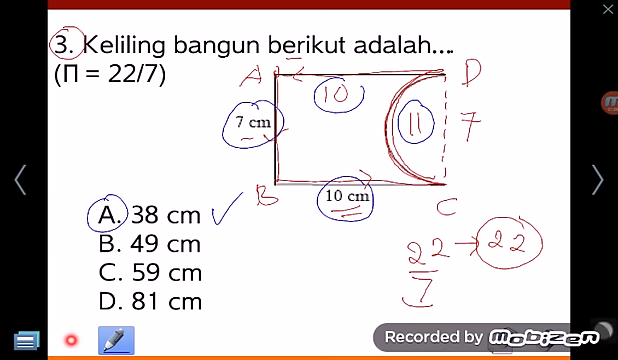 3. Keliling bangun berikut adalah....
(Π = 22/7)
A
D
10
7 cm
11
7
B
10 cm
C
A. 38 cm
B. 49 cm
C. 59 cm
D. 81 cm
22 → 22
7
Recorded by mobizen